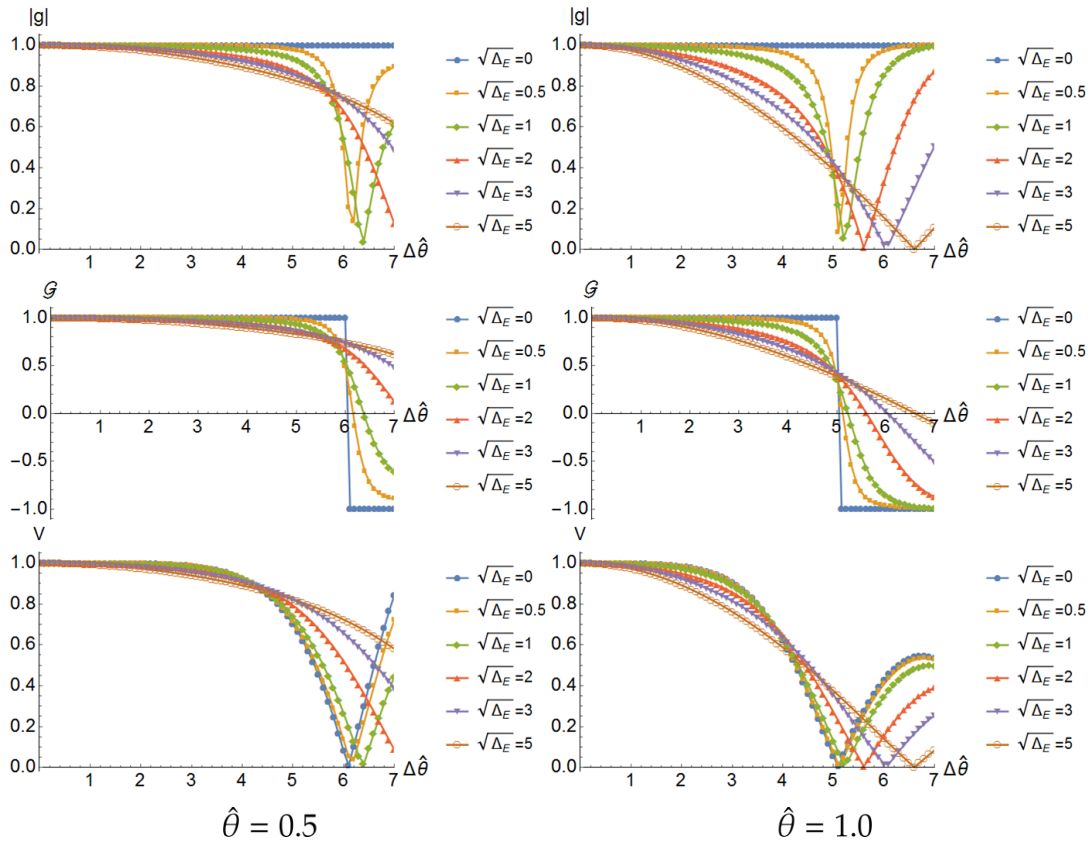 |g|
1.0
0.8
0.6
0.4
0.2
0.0
1 2 3 4 5 6 7
Δθ̂
√Δ_E =0
√Δ_E =0.5
√Δ_E =1
√Δ_E =2
√Δ_E =3
√Δ_E =5
|g|
1.0
0.8
0.6
0.4
0.2
0.0
1 2 3 4 5 6 7
Δθ̂
√Δ_E =0
√Δ_E =0.5
√Δ_E =1
√Δ_E =2
√Δ_E =3
√Δ_E =5
𝒢
1.0
0.5
0.0
-0.5
-1.0
1 2 3 4 5 6 7
Δθ̂
√Δ_E =0
√Δ_E =0.5
√Δ_E =1
√Δ_E =2
√Δ_E =3
√Δ_E =5
𝒢
1.0
0.5
0.0
-0.5
-1.0
1 2 3 4 5 6 7
Δθ̂
√Δ_E =0
√Δ_E =0.5
√Δ_E =1
√Δ_E =2
√Δ_E =3
√Δ_E =5
V
1.0
0.8
0.6
0.4
0.2
0.0
1 2 3 4 5 6 7
Δθ̂
√Δ_E =0
√Δ_E =0.5
√Δ_E =1
√Δ_E =2
√Δ_E =3
√Δ_E =5
V
1.0
0.8
0.6
0.4
0.2
0.0
1 2 3 4 5 6 7
Δθ̂
√Δ_E =0
√Δ_E =0.5
√Δ_E =1
√Δ_E =2
√Δ_E =3
√Δ_E =5
θ̂ = 0.5
θ̂ = 1.0